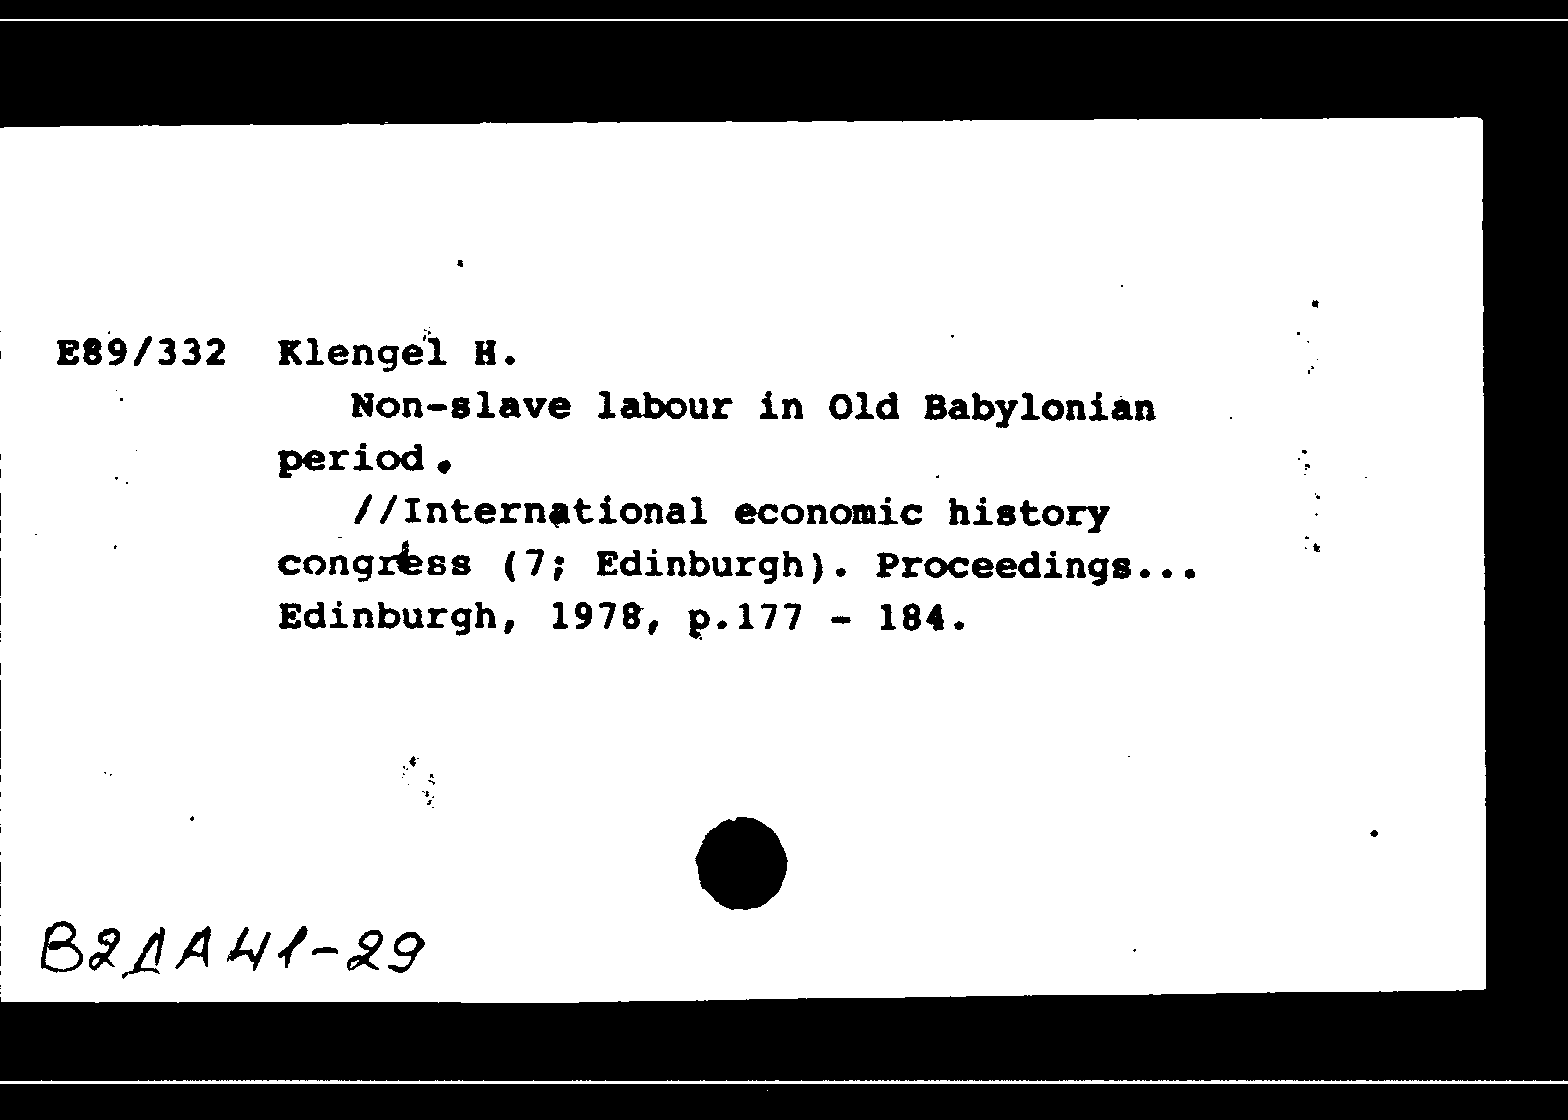 E89/332 Klengel H.
Non-slave labour in Old Babylonian
period.
//International economic history
congress (7; Edinburgh). Proceedings...
Edinburgh, 1978, p.177 - 184.
В2ДА41-29